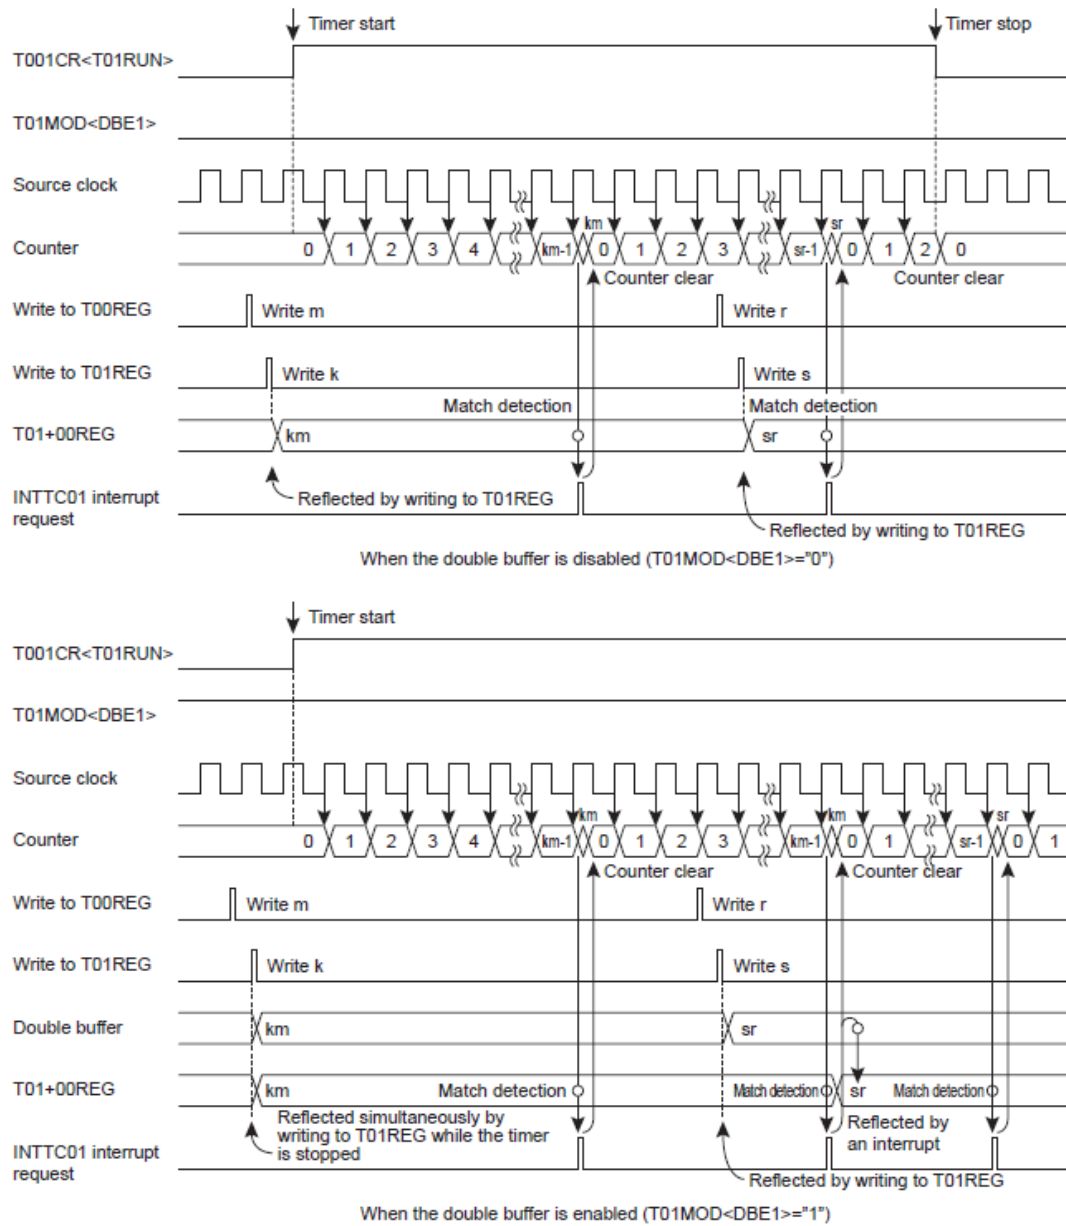 Timer start
Timer stop
T001CR<T01RUN>
T01MOD<DBE1>
Source clock
km
sr
Counter
0 1 2 3 4 km-1 0 1 2 3 sr-1 0 1 2 0
Counter clear
Counter clear
Write to T00REG
Write m
Write r
Write to T01REG
Write k
Write s
Match detection
Match detection
T01+00REG
km
sr
INTTC01 interrupt
request
Reflected by writing to T01REG
Reflected by writing to T01REG
When the double buffer is disabled (T01MOD<DBE1>="0")
Timer start
T001CR<T01RUN>
T01MOD<DBE1>
Source clock
km
km
sr
Counter
0 1 2 3 4 km-1 0 1 2 3 km-1 0 1 sr-1 0 1
Counter clear
Counter clear
Write to T00REG
Write m
Write r
Write to T01REG
Write k
Write s
Double buffer
km
sr
T01+00REG
km
Match detection
Match detection
sr
Match detection
Reflected simultaneously by
writing to T01REG while the timer
is stopped
Reflected by
an interrupt
INTTC01 interrupt
request
Reflected by writing to T01REG
When the double buffer is enabled (T01MOD<DBE1>="1")